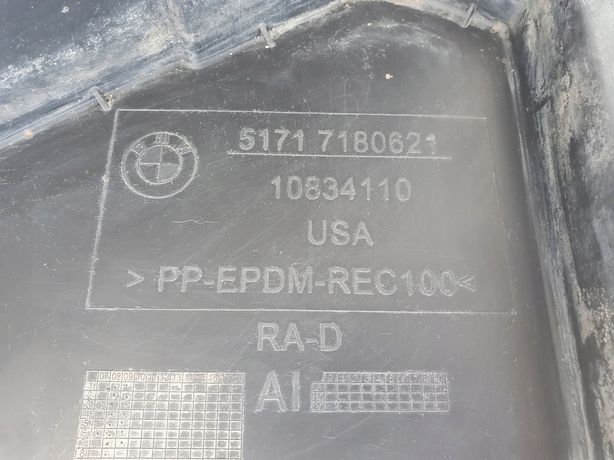 5171 7180621
10834110
USA
> PP-EPDM-REC100<
RA-D
AI